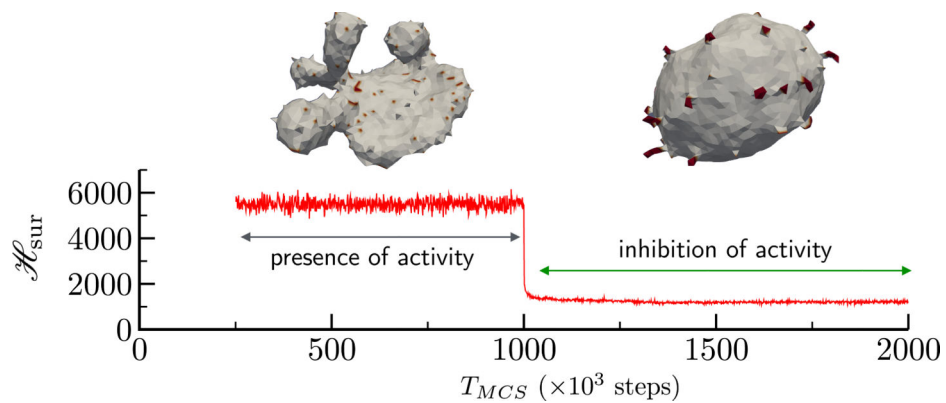 6000
4000
2000
0
ℋsur
presence of activity
inhibition of activity
0
500
1000
1500
2000
T_MCS (×10³ steps)